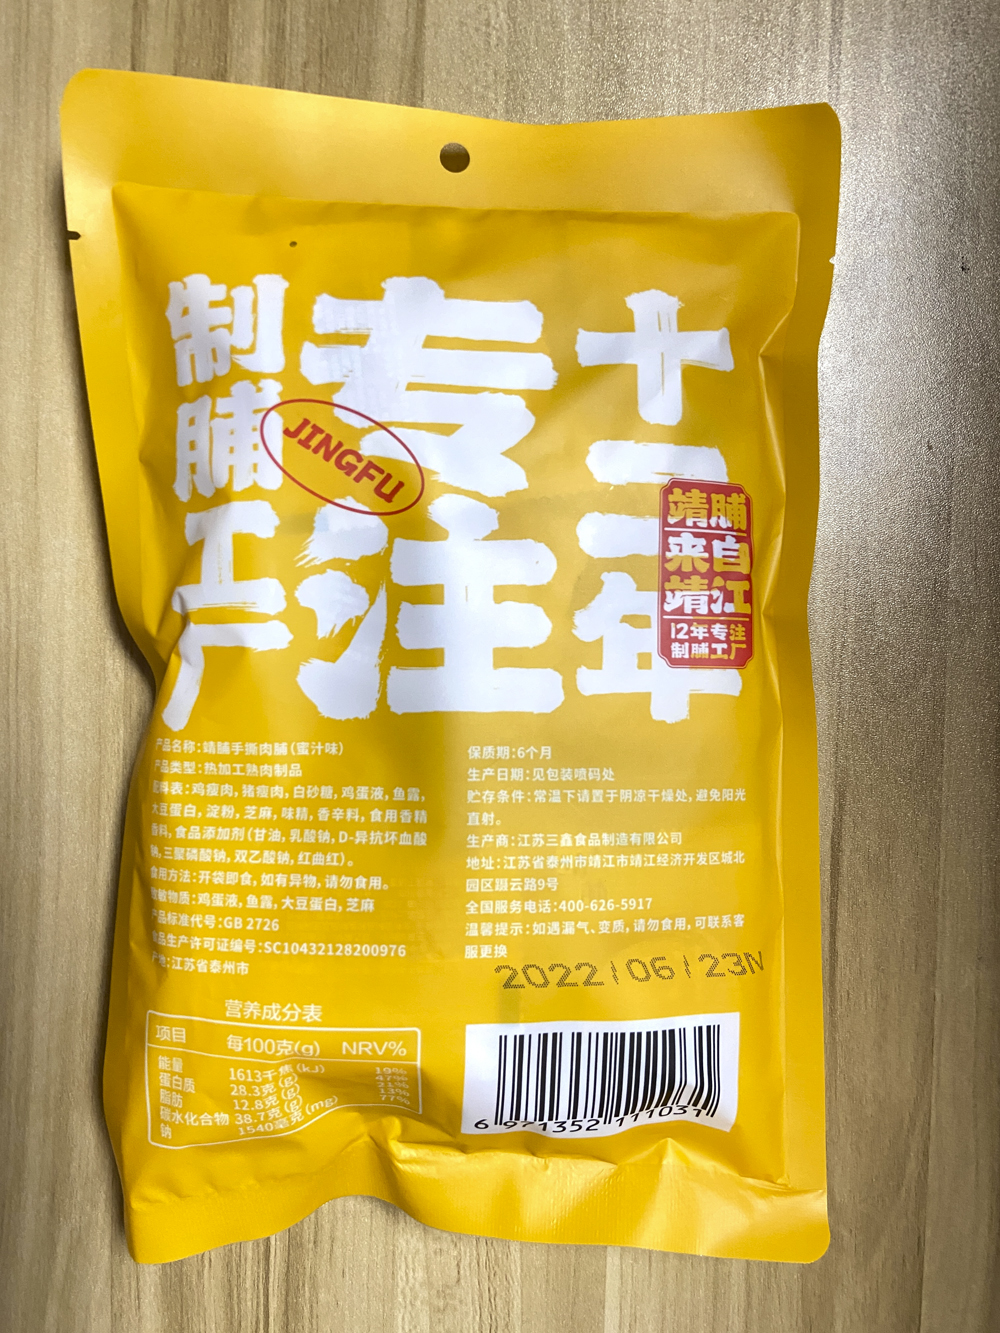 十二年
专注
制脯工厂
JINGFU
靖脯
来自
靖江
12年专注
制脯工厂
产品名称：靖脯手撕肉脯（蜜汁味）
产品类型：热加工熟肉制品
配料表：鸡瘦肉，猪瘦肉，白砂糖，鸡蛋液，鱼露，
大豆蛋白，淀粉，芝麻，味精，香辛料，食用香精
香料，食品添加剂（甘油，乳酸钠，D-异抗坏血酸
钠，三聚磷酸钠，双乙酸钠，红曲红）。
食用方法：开袋即食，如有异物，请勿食用。
致敏物质：鸡蛋液，鱼露，大豆蛋白，芝麻
产品标准代号：GB 2726
食品生产许可证编号：SC10432128200976
产地：江苏省泰州市
保质期：6个月
生产日期：见包装喷码处
贮存条件：常温下请置于阴凉干燥处，避免阳光
直射。
生产商：江苏三鑫食品制造有限公司
地址：江苏省泰州市靖江市靖江经济开发区城北
园区蹑云路9号
全国服务电话：400-626-5917
温馨提示：如遇漏气、变质，请勿食用，可联系客
服更换
2022/06/23N
营养成分表
项目 每100克(g) NRV%
能量 1613千焦(kJ) 19%
蛋白质 28.3克(g) 47%
脂肪 12.8克(g) 21%
碳水化合物 38.7克(g) 13%
钠 1540毫克(mg) 77%
6 971352 111031